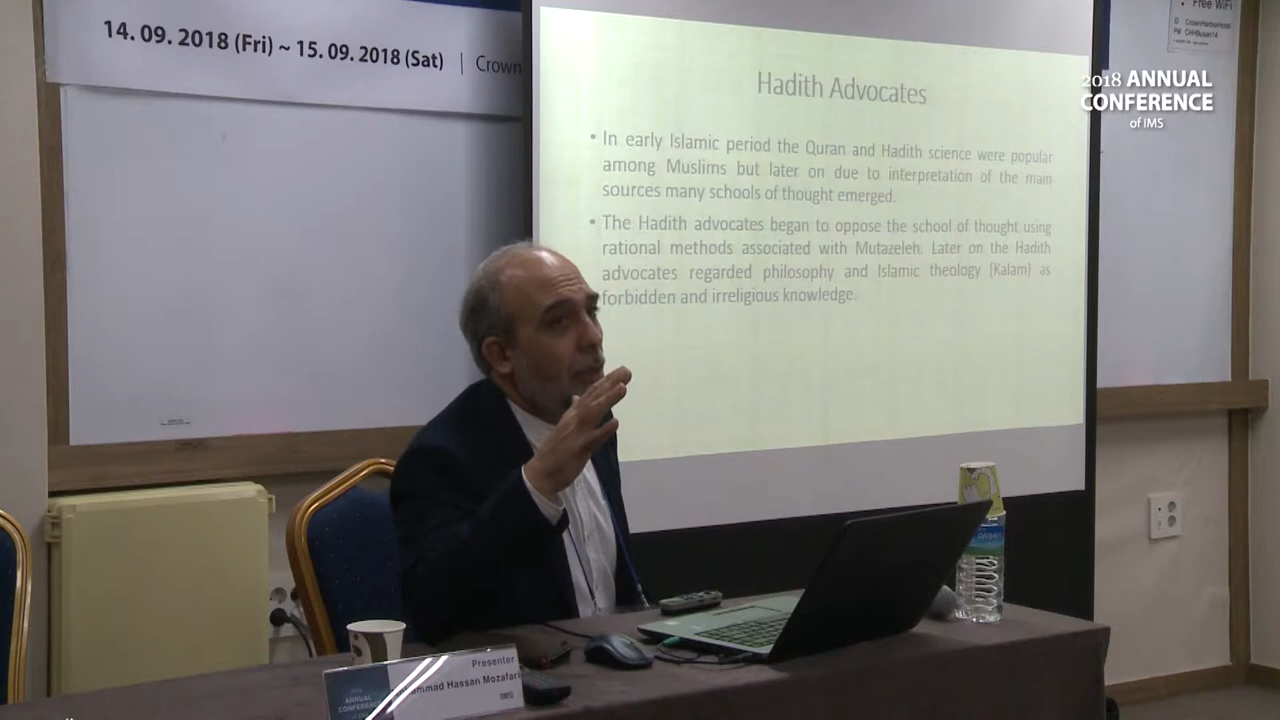 14. 09. 2018 (Fri) ~ 15. 09. 2018 (Sat) | Crown
Free WiFi
2018 ANNUAL
CONFERENCE
of IMS
Hadith Advocates
• In early Islamic period the Quran and Hadith science were popular
among Muslims but later on due to interpretation of the main
sources many schools of thought emerged.
• The Hadith advocates began to oppose the school of thought using
rational methods associated with Mutazeleh. Later on the Hadith
advocates regarded philosophy and Islamic theology (Kalam) as
forbidden and irreligious knowledge.
Presenter
ammad Hassan Mozafari
ANNUAL
CONFERENCE